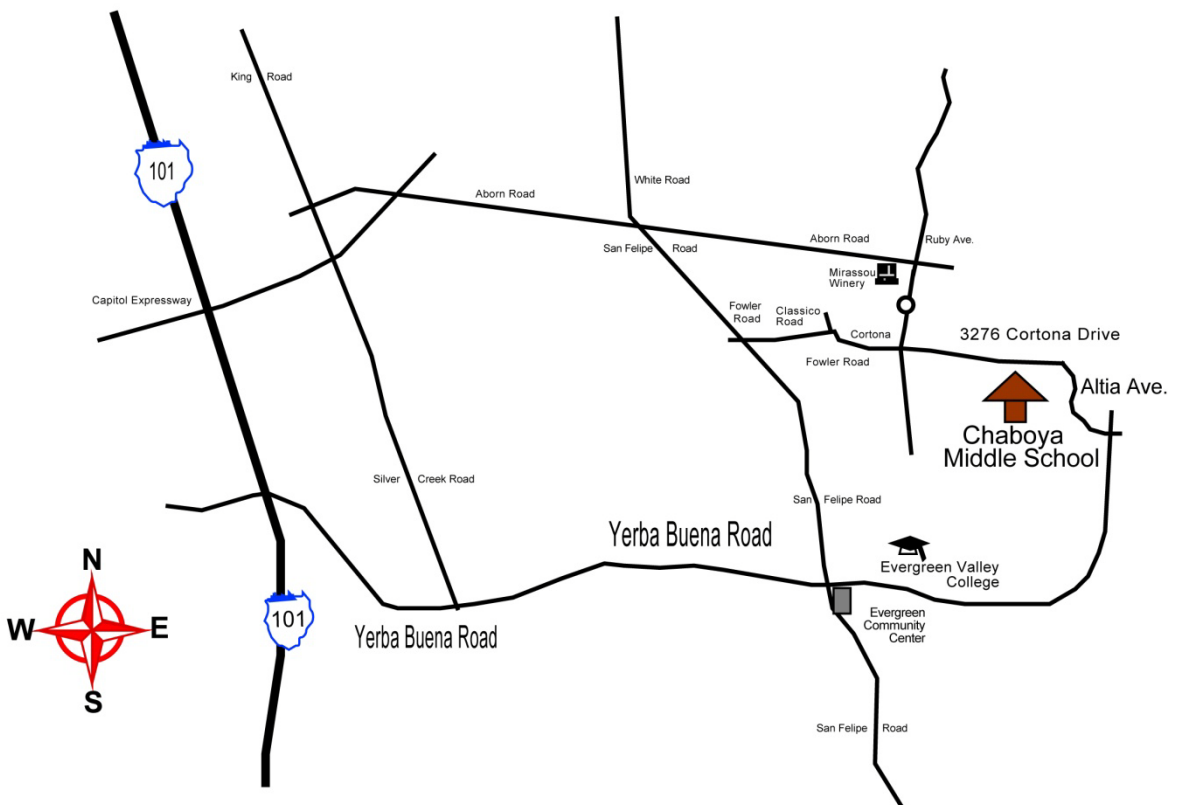 King Road
101
White Road
Aborn Road
San Felipe Road
Aborn Road
Ruby Ave.
Mirassou
Winery
Capitol Expressway
Fowler
Road
Classico
Road
Cortona
3276 Cortona Drive
Fowler Road
Altia Ave.
Chaboya
Middle School
Silver Creek Road
San Felipe Road
Yerba Buena Road
Evergreen Valley
College
N
W E
S
101
Yerba Buena Road
Evergreen
Community
Center
San Felipe Road